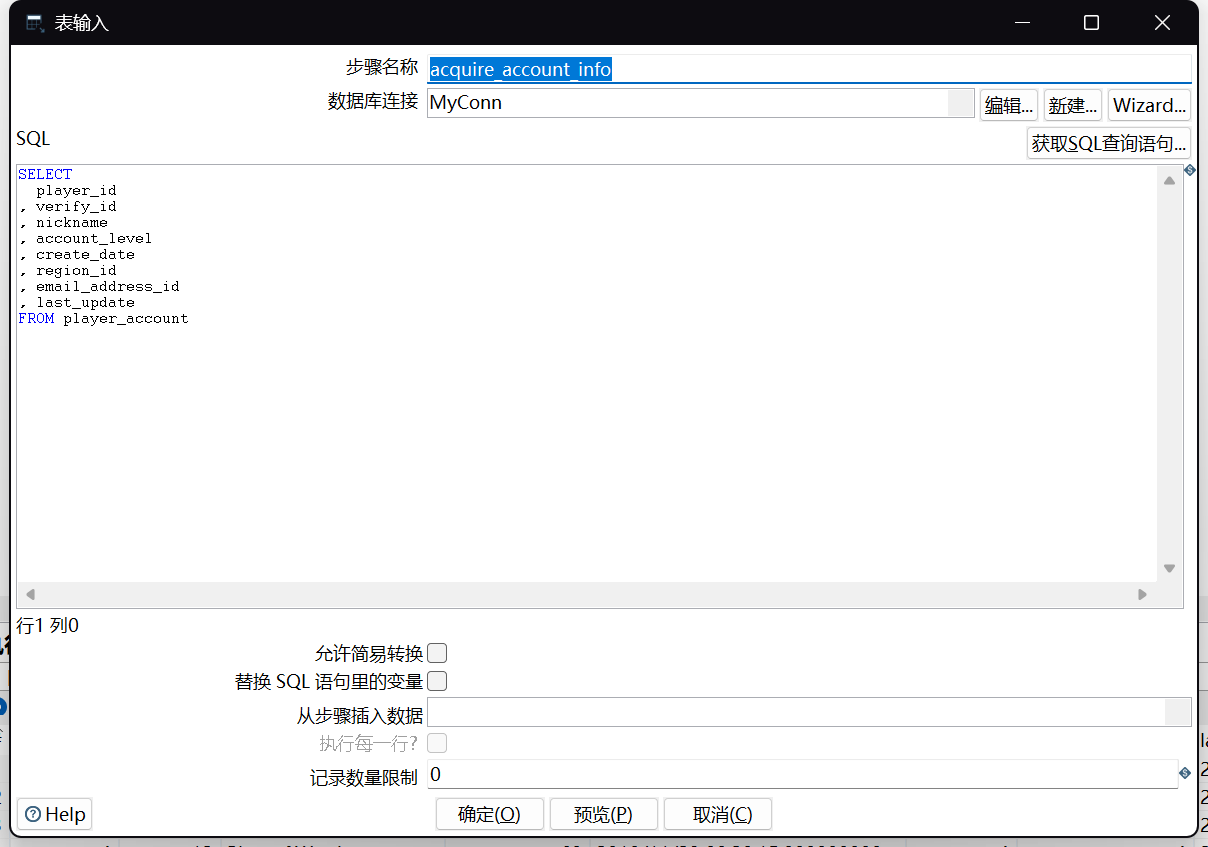 表输入
步骤名称 acquire_account_info
数据库连接 MyConn 编辑... 新建... Wizard...
SQL 获取SQL查询语句...
SELECT
player_id
, verify_id
, nickname
, account_level
, create_date
, region_id
, email_address_id
, last_update
FROM player_account
行1 列0
允许简易转换
替换 SQL 语句里的变量
从步骤插入数据
执行每一行?
记录数量限制 0
Help 确定(O) 预览(P) 取消(C)